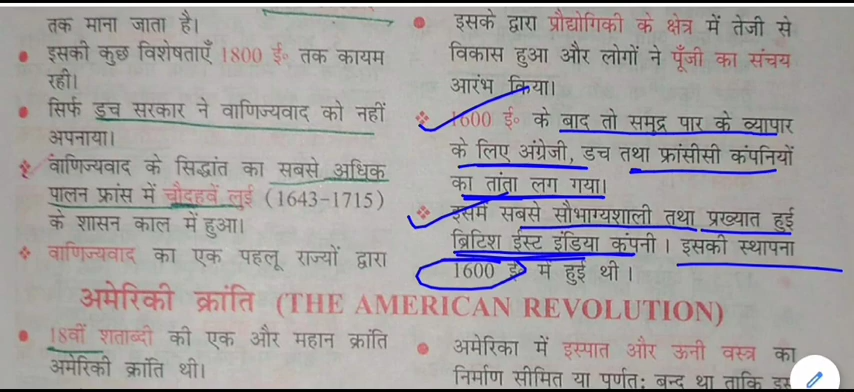 तक माना जाता है।
इसकी कुछ विशेषताएँ 1800 ई० तक कायम
रही।
सिर्फ डच सरकार ने वाणिज्यवाद को नहीं
अपनाया।
वाणिज्यवाद के सिद्धांत का सबसे अधिक
पालन फ्रांस में चौदहवें लुई (1643-1715)
के शासन काल में हुआ।
वाणिज्यवाद का एक पहलू राज्यों द्वारा
इसके द्वारा प्रौद्योगिकी के क्षेत्र में तेजी से
विकास हुआ और लोगों ने पूँजी का संचय
आरंभ किया।
1600 ई० के बाद तो समुद्र पार के व्यापार
के लिए अंग्रेजी, डच तथा फ्रांसीसी कंपनियों
का तांता लग गया।
इसमें सबसे सौभाग्यशाली तथा प्रख्यात हुई
ब्रिटिश ईस्ट इंडिया कंपनी। इसकी स्थापना
1600 ई० में हुई थी।
अमेरिकी क्रांति (THE AMERICAN REVOLUTION)
18वीं शताब्दी की एक और महान क्रांति
अमेरिकी क्रांति थी।
अमेरिका में इस्पात और ऊनी वस्त्र का
निर्माण सीमित या पूर्णत: बन्द था ताकि